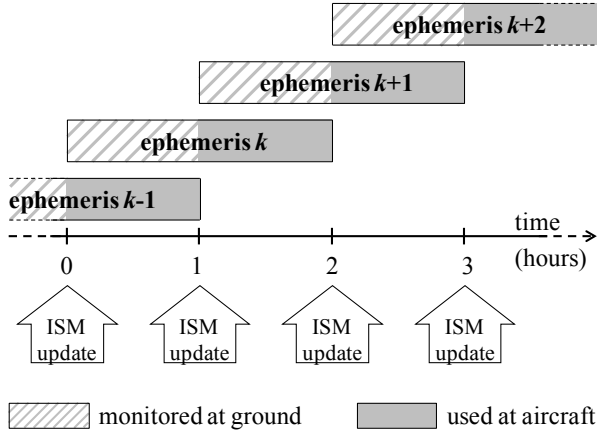 ephemeris k+2
ephemeris k+1
ephemeris k
ephemeris k-1
time
(hours)
0 1 2 3
ISM update
ISM update
ISM update
ISM update
monitored at ground
used at aircraft